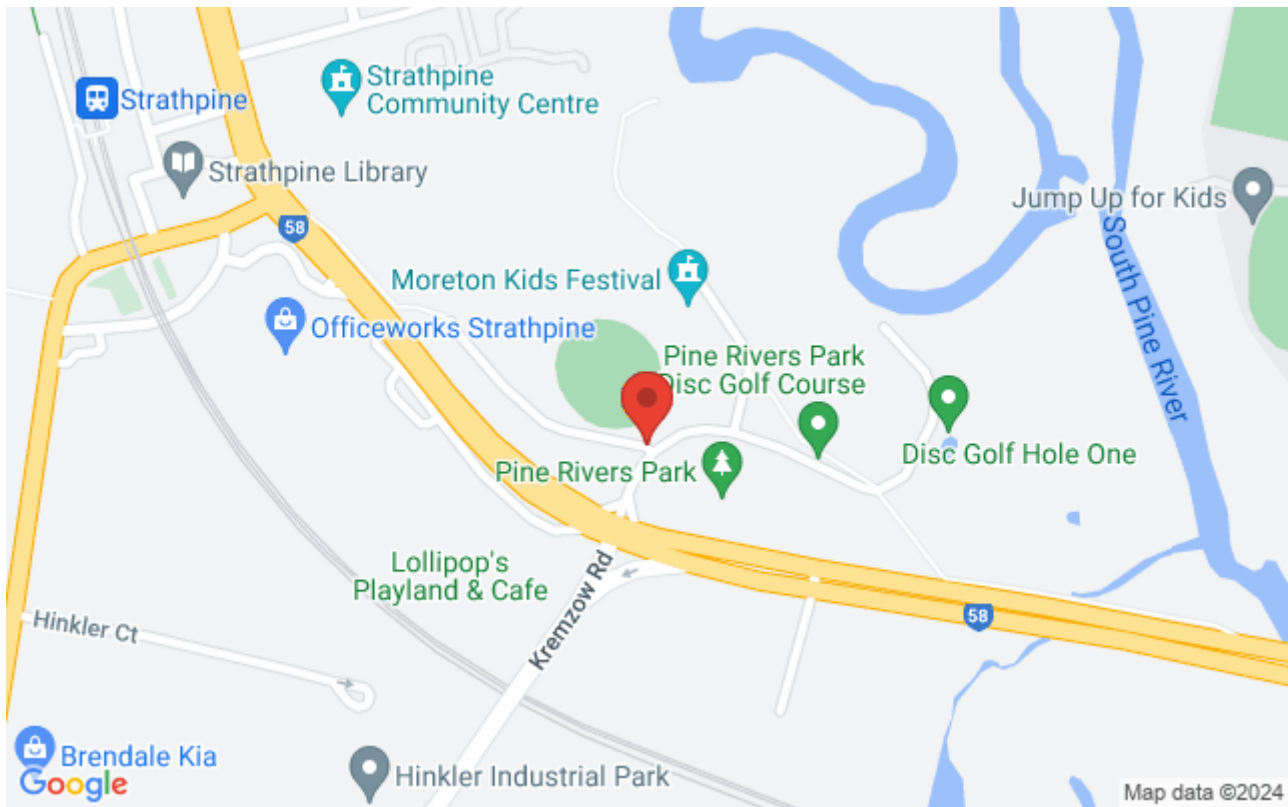 Strathpine
Community Centre
Strathpine
Strathpine Library
Jump Up for Kids
58
South Pine River
Moreton Kids Festival
Officeworks Strathpine
Pine Rivers Park
Disc Golf Course
Disc Golf Hole One
Pine Rivers Park
Lollipop's
Playland & Cafe
Kremzow Rd
58
Hinkler Ct
Brendale Kia
Hinkler Industrial Park
Google
Map data ©2024